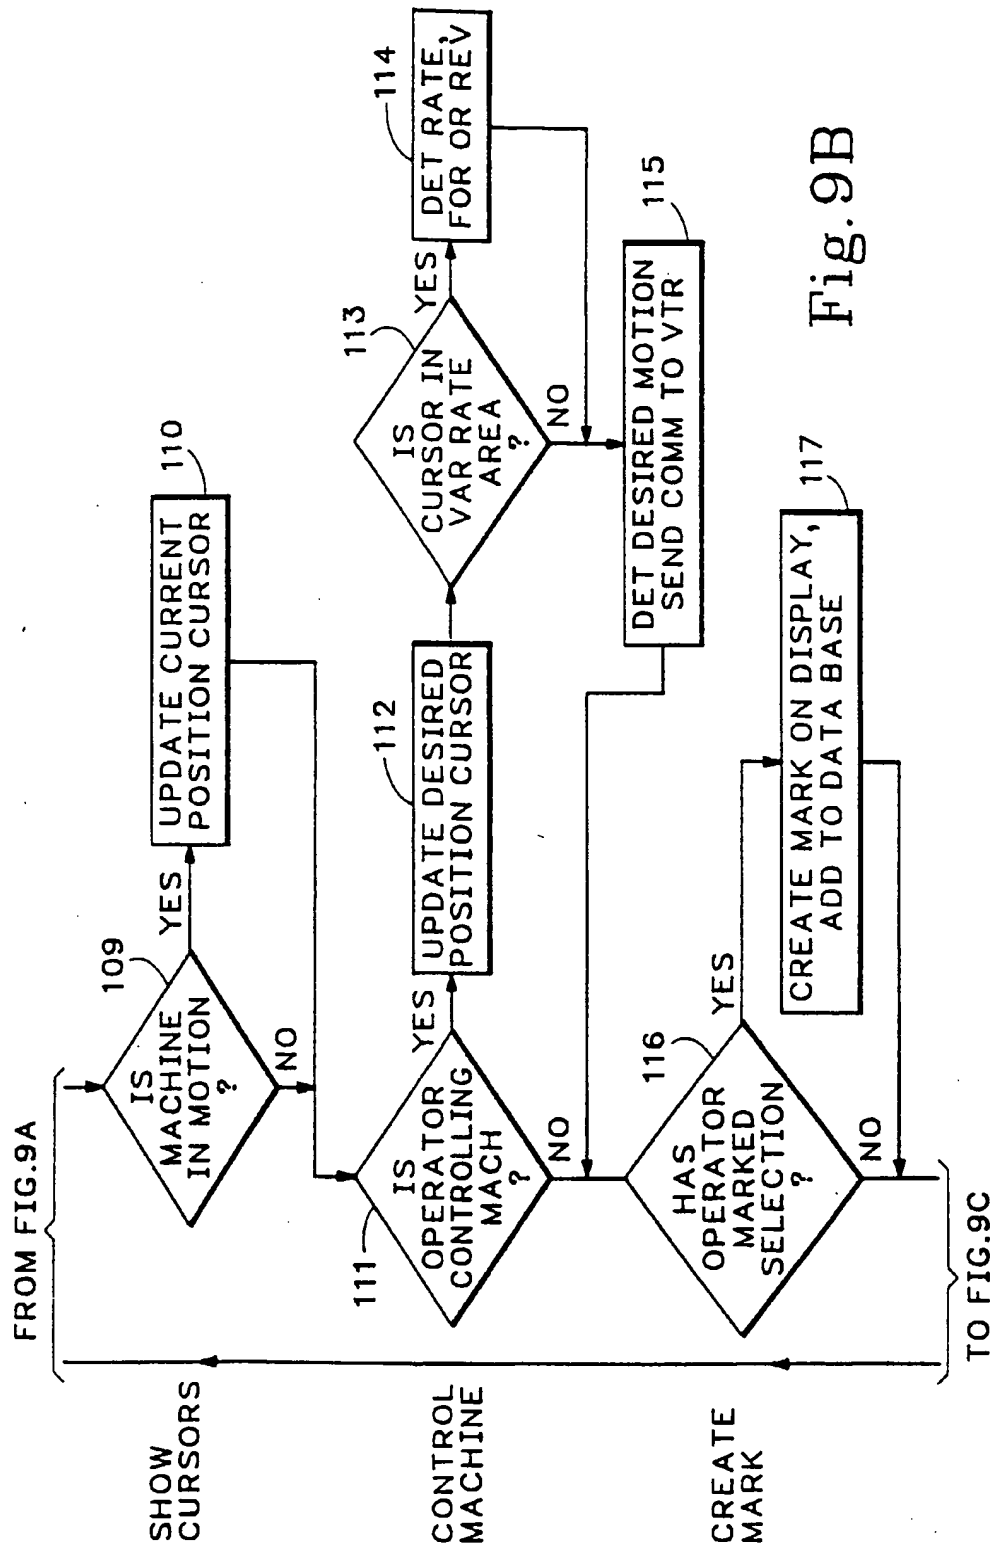 FROM FIG.9A
SHOW
CURSORS
109
IS
MACHINE
IN MOTION
?
YES
NO
110
UPDATE CURRENT
POSITION CURSOR
CONTROL
MACHINE
111
IS
OPERATOR
CONTROLLING
MACH
?
YES
NO
112
UPDATE DESIRED
POSITION CURSOR
113
IS
CURSOR IN
VAR RATE
AREA
?
YES
NO
114
DET RATE,
FOR OR REV
115
DET DESIRED MOTION
SEND COMM TO VTR
CREATE
MARK
116
HAS
OPERATOR
MARKED
SELECTION
?
YES
NO
117
CREATE MARK ON DISPLAY,
ADD TO DATA BASE
TO FIG.9C
Fig.9B